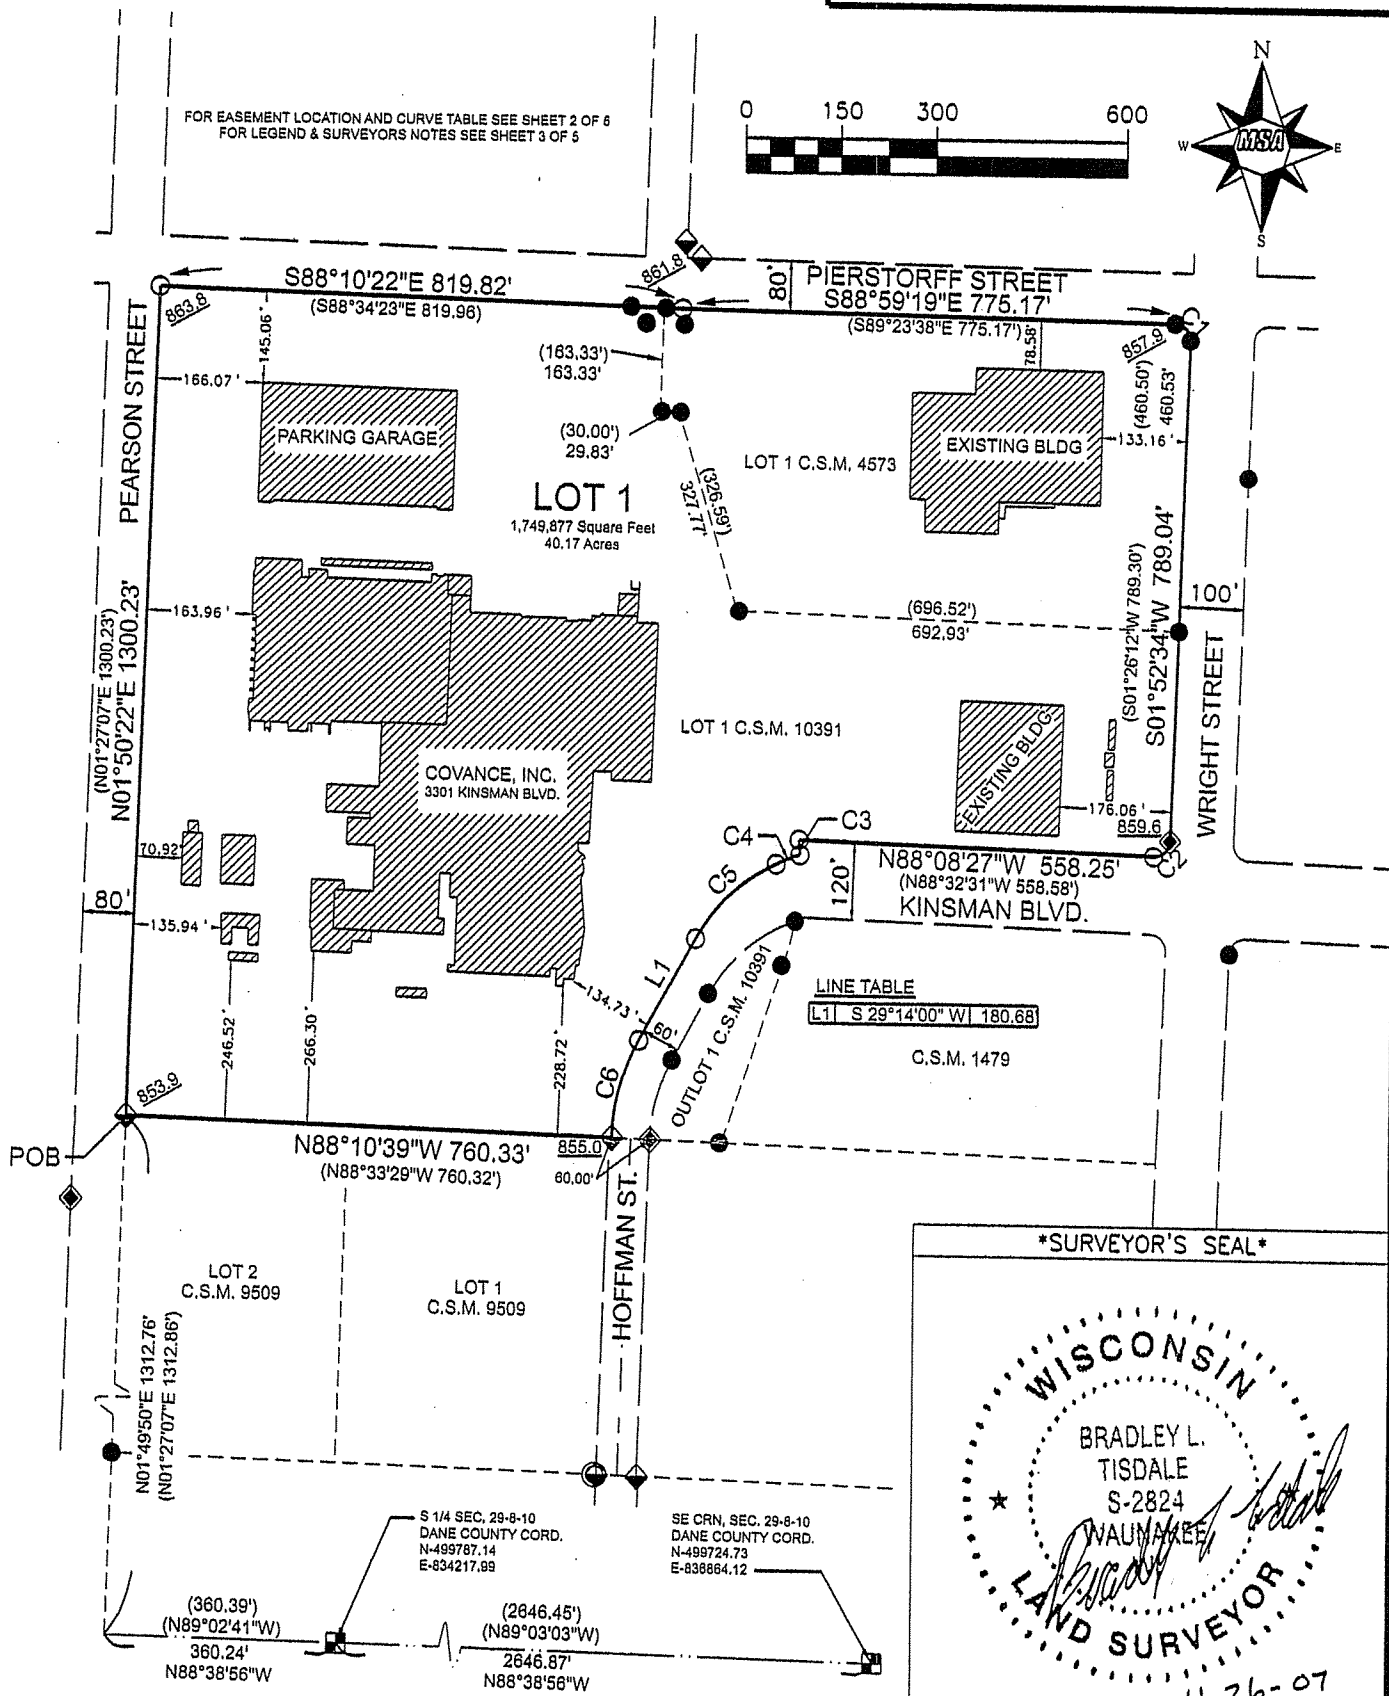 FOR EASEMENT LOCATION AND CURVE TABLE SEE SHEET 2 OF 6
FOR LEGEND & SURVEYORS NOTES SEE SHEET 3 OF 5
0 150 300 600
N
W
MSA
E
S
S88°10'22"E 819.82'
(S88°34'23"E 819.96)
861.8
80'
PIERSTORFF STREET
S88°59'19"E 775.17'
(S89°23'38"E 775.17')
863.8
145.06'
166.07'
PEARSON STREET
PARKING GARAGE
(163.33')
163.33'
(30.00')
29.83'
(326.59')
327.77'
78.58'
857.9
(460.50')
460.53'
133.16'
EXISTING BLDG
LOT 1 C.S.M. 4573
LOT 1
1,749,877 Square Feet
40.17 Acres
163.96'
(N01°27'07"E 1300.23')
N01°50'22"E 1300.23'
(696.52')
692.93'
100'
(S01°26'12"W 789.30')
S01°52'34"W 789.04'
WRIGHT STREET
LOT 1 C.S.M. 10391
COVANCE, INC.
3301 KINSMAN BLVD.
EXISTING BLDG
176.06'
859.6
C2
C3
C4
C5
N88°08'27"W 558.25'
(N88°32'31"W 558.58')
KINSMAN BLVD.
120'
70.92'
80'
135.94'
L1
OUTLOT 1 C.S.M. 10391
LINE TABLE
L1 S 29°14'00" W 180.68
C.S.M. 1479
134.73'
60'
246.52'
266.30'
228.72'
C6
853.9
POB
N88°10'39"W 760.33'
(N88°33'29"W 760.32')
855.0
60.00'
HOFFMAN ST.
LOT 2
C.S.M. 9509
LOT 1
C.S.M. 9509
N01°49'50"E 1312.76'
(N01°27'07"E 1312.86')
*SURVEYOR'S SEAL*
WISCONSIN
BRADLEY L.
TISDALE
S-2824
WAUNAKEE
LAND SURVEYOR
S 1/4 SEC, 29-8-10
DANE COUNTY CORD.
N-499787.14
E-834217.99
SE CRN, SEC. 29-8-10
DANE COUNTY CORD.
N-499724.73
E-836864.12
(360.39')
(N89°02'41"W)
360.24'
N88°38'56"W
(2646.45')
(N89°03'03"W)
2646.87'
N88°38'56"W